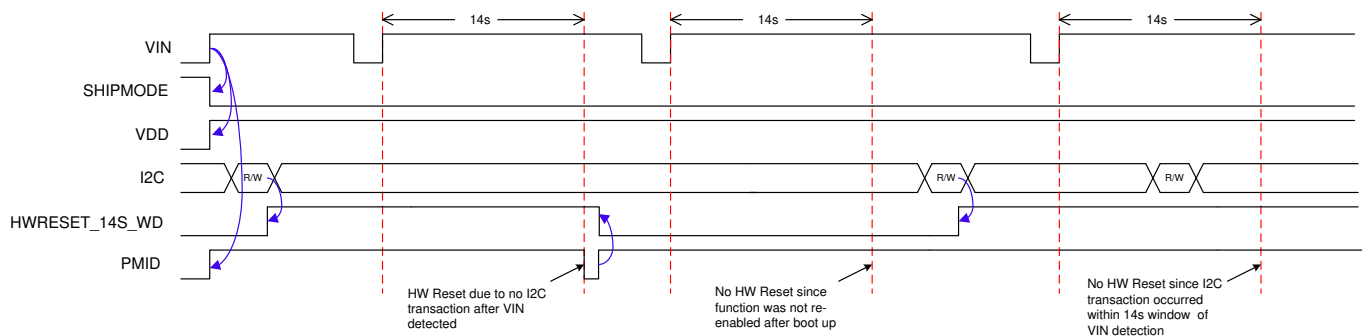 14s
14s
14s
VIN
SHIPMODE
VDD
I2C
R/W
R/W
R/W
HWRESET_14S_WD
PMID
HW Reset due to no I2C
transaction after VIN
detected
No HW Reset since
function was not re-
enabled after boot up
No HW Reset since I2C
transaction occurred
within 14s window of
VIN detection